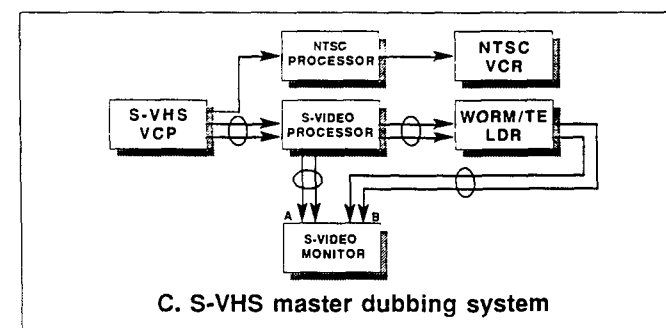 NTSC
PROCESSOR
NTSC
VCR
S-VHS
VCP
S-VIDEO
PROCESSOR
WORM/TE
LDR
A
B
S-VIDEO
MONITOR
C. S-VHS master dubbing system